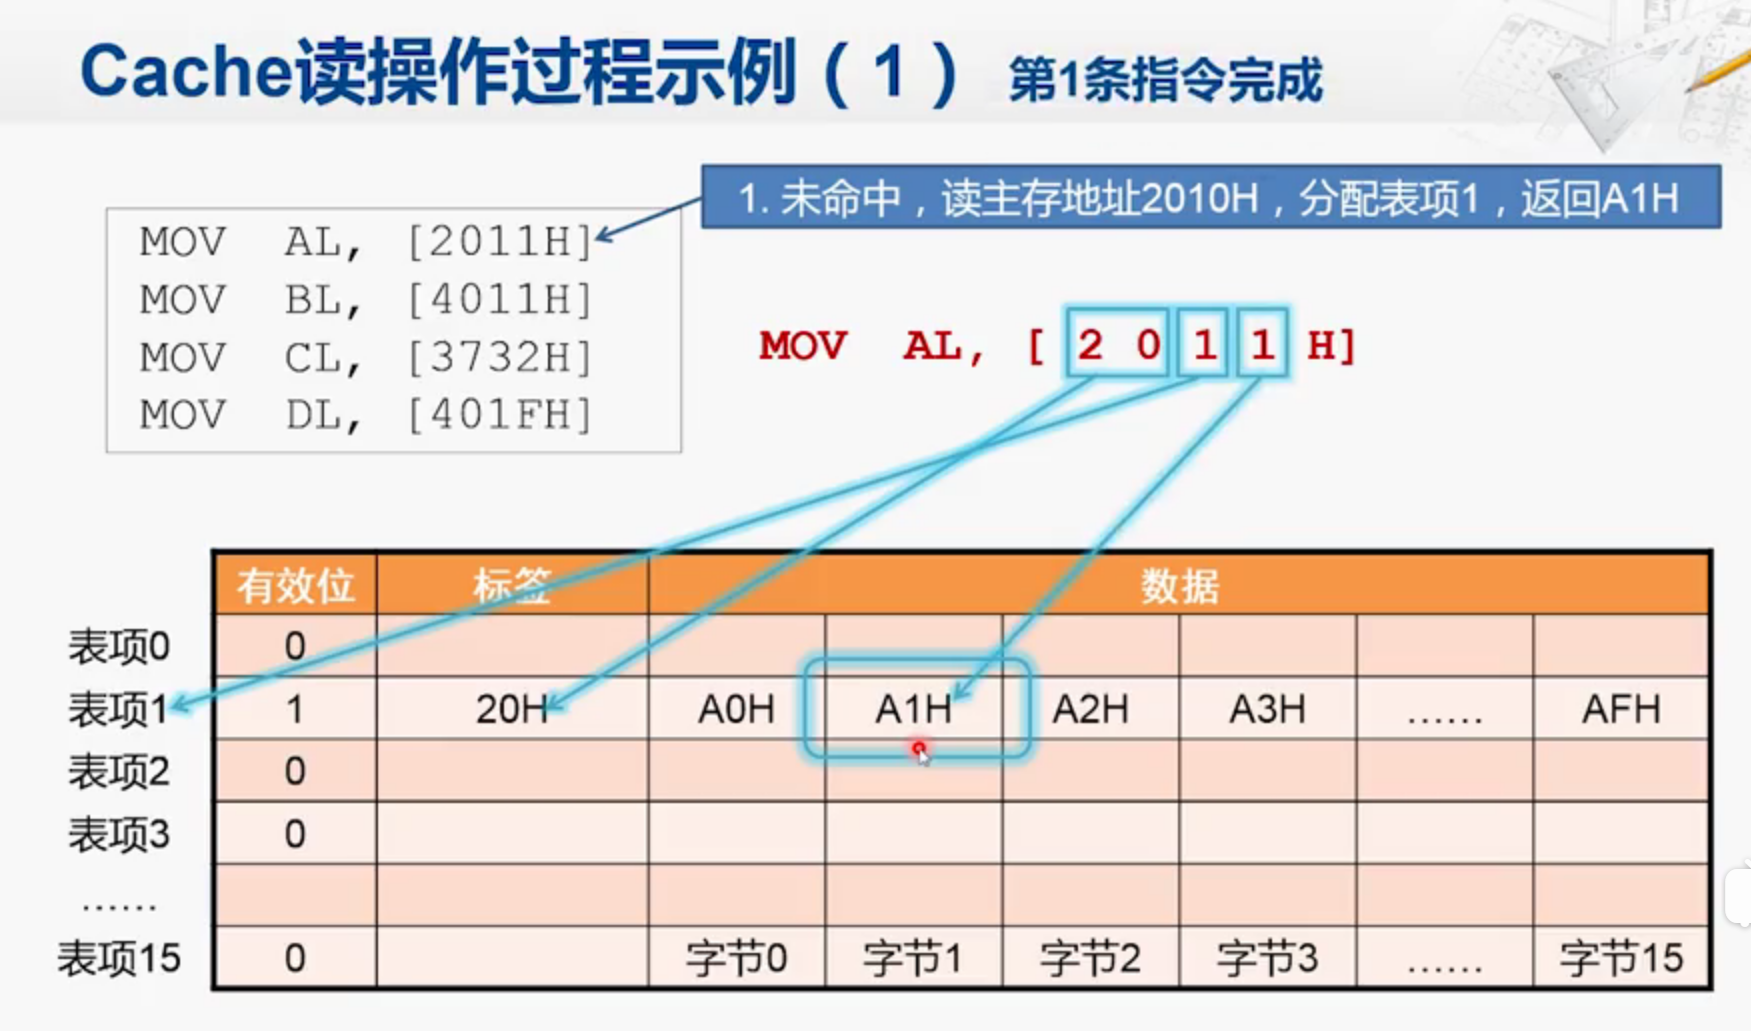 Cache读操作过程示例（1） 第1条指令完成
1. 未命中，读主存地址2010H，分配表项1，返回A1H
MOV AL, [2011H]
MOV BL, [4011H]
MOV CL, [3732H]
MOV DL, [401FH]
MOV AL, [ 2 0 1 1 H]
有效位 标签 数据
表项0 0
表项1 1 20H A0H A1H A2H A3H …… AFH
表项2 0
表项3 0
……
表项15 0 字节0 字节1 字节2 字节3 …… 字节15